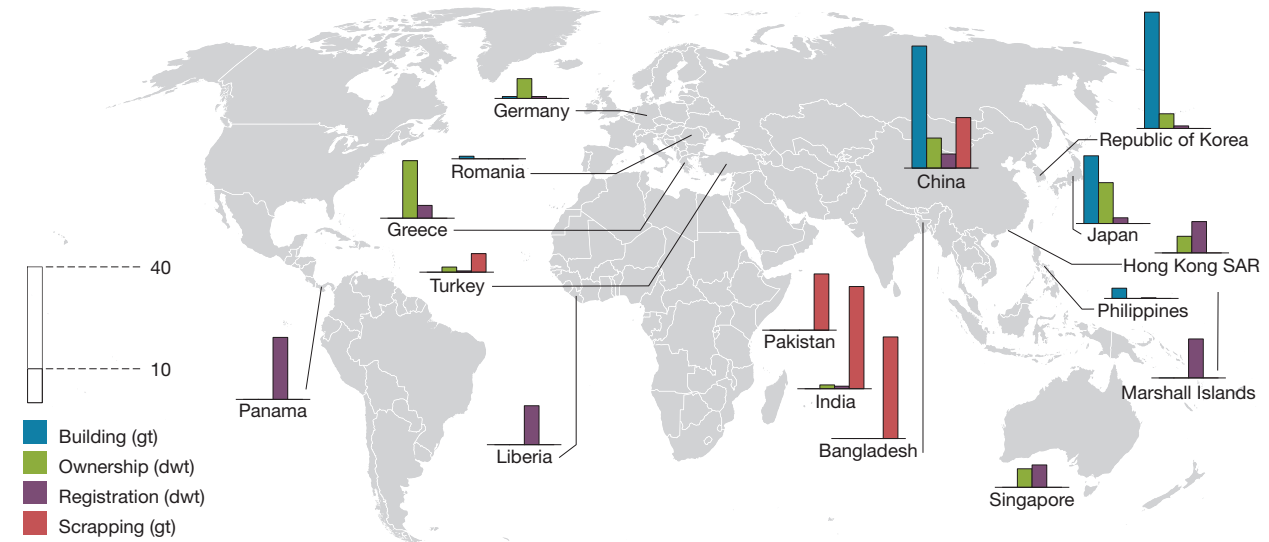 Germany
Republic of Korea
Romania
China
Greece
Japan
Hong Kong SAR
40
Turkey
Philippines
Pakistan
10
Marshall Islands
Panama
India
Building (gt)
Liberia
Bangladesh
Ownership (dwt)
Registration (dwt)
Singapore
Scrapping (gt)